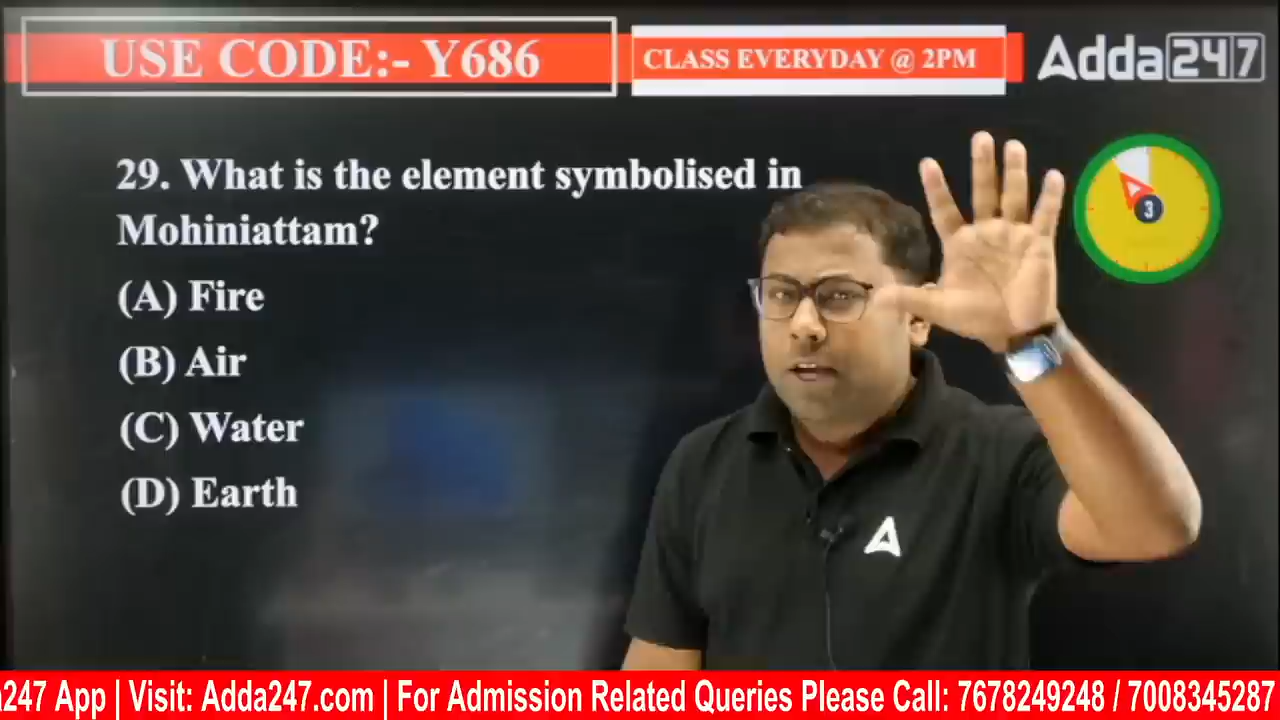 USE CODE:- Y686
CLASS EVERYDAY @ 2PM
Adda247
29. What is the element symbolised in
Mohiniattam?
(A) Fire
(B) Air
(C) Water
(D) Earth
3
a247 App | Visit: Adda247.com | For Admission Related Queries Please Call: 7678249248 / 7008345287